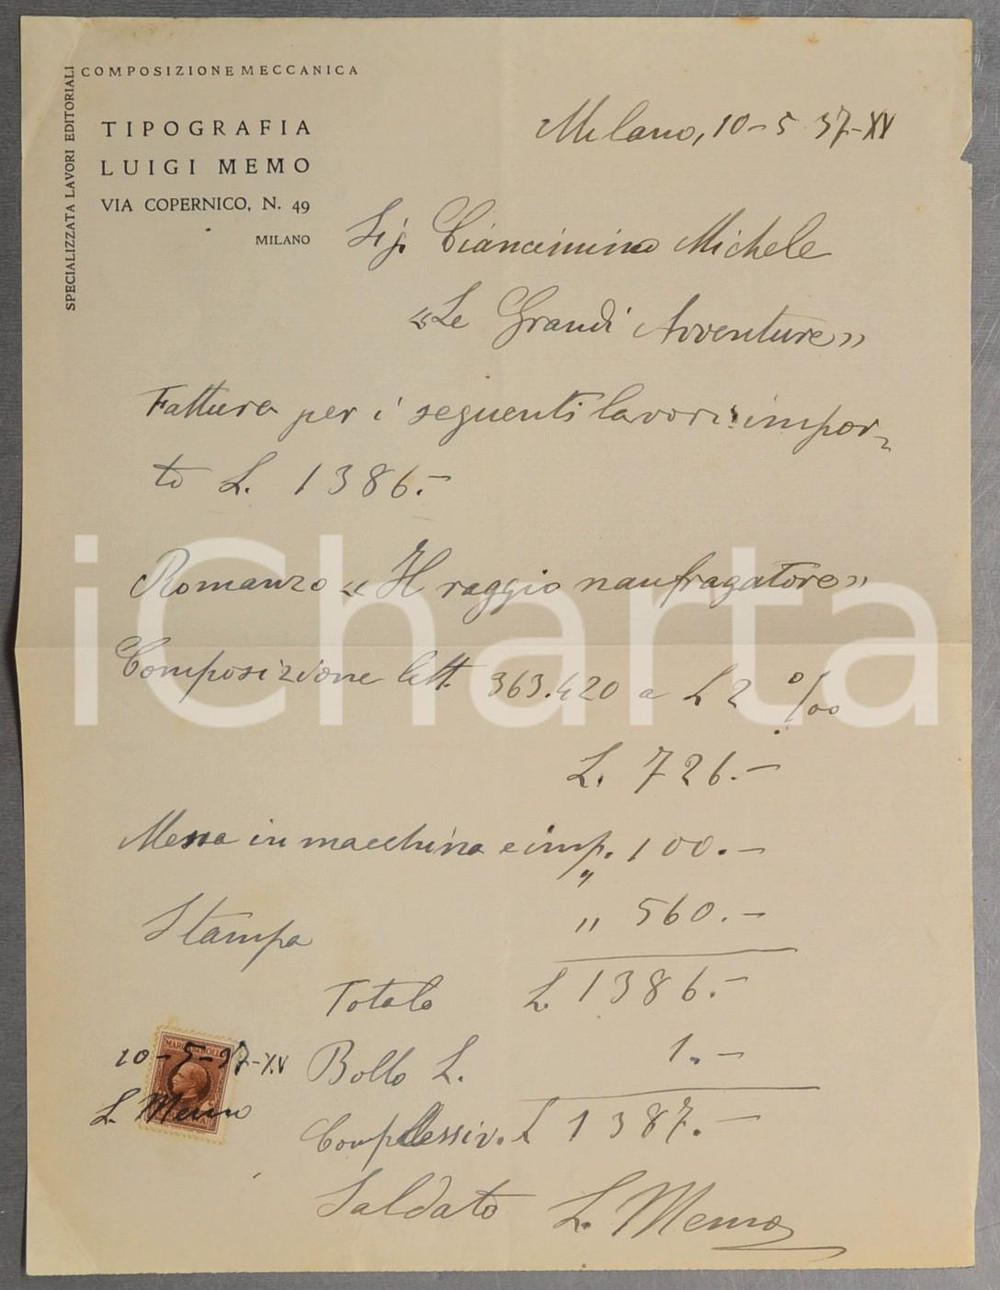 COMPOSIZIONE MECCANICA
SPECIALIZZATA LAVORI EDITORIALI
TIPOGRAFIA
LUIGI MEMO
VIA COPERNICO, N. 49
MILANO
Milano, 10-5 37-XV
Sig. Ciancimino Michele
«Le Grandi Avventure»
Fattura per i seguenti lavori: impor-
to L. 1386.-
Romanzo «Il raggio naufragatore»
Composizione lett. 363.420 a L 2 %oo
L. 726.-
Messa in macchina e imp. " 100.-
Stampa " 560.-
Totale L. 1386.-
Bollo L. 1.-
Complessiv. L 1387.-
Saldato L. Memo
10-5-37-XV
L. Memo
iCharta